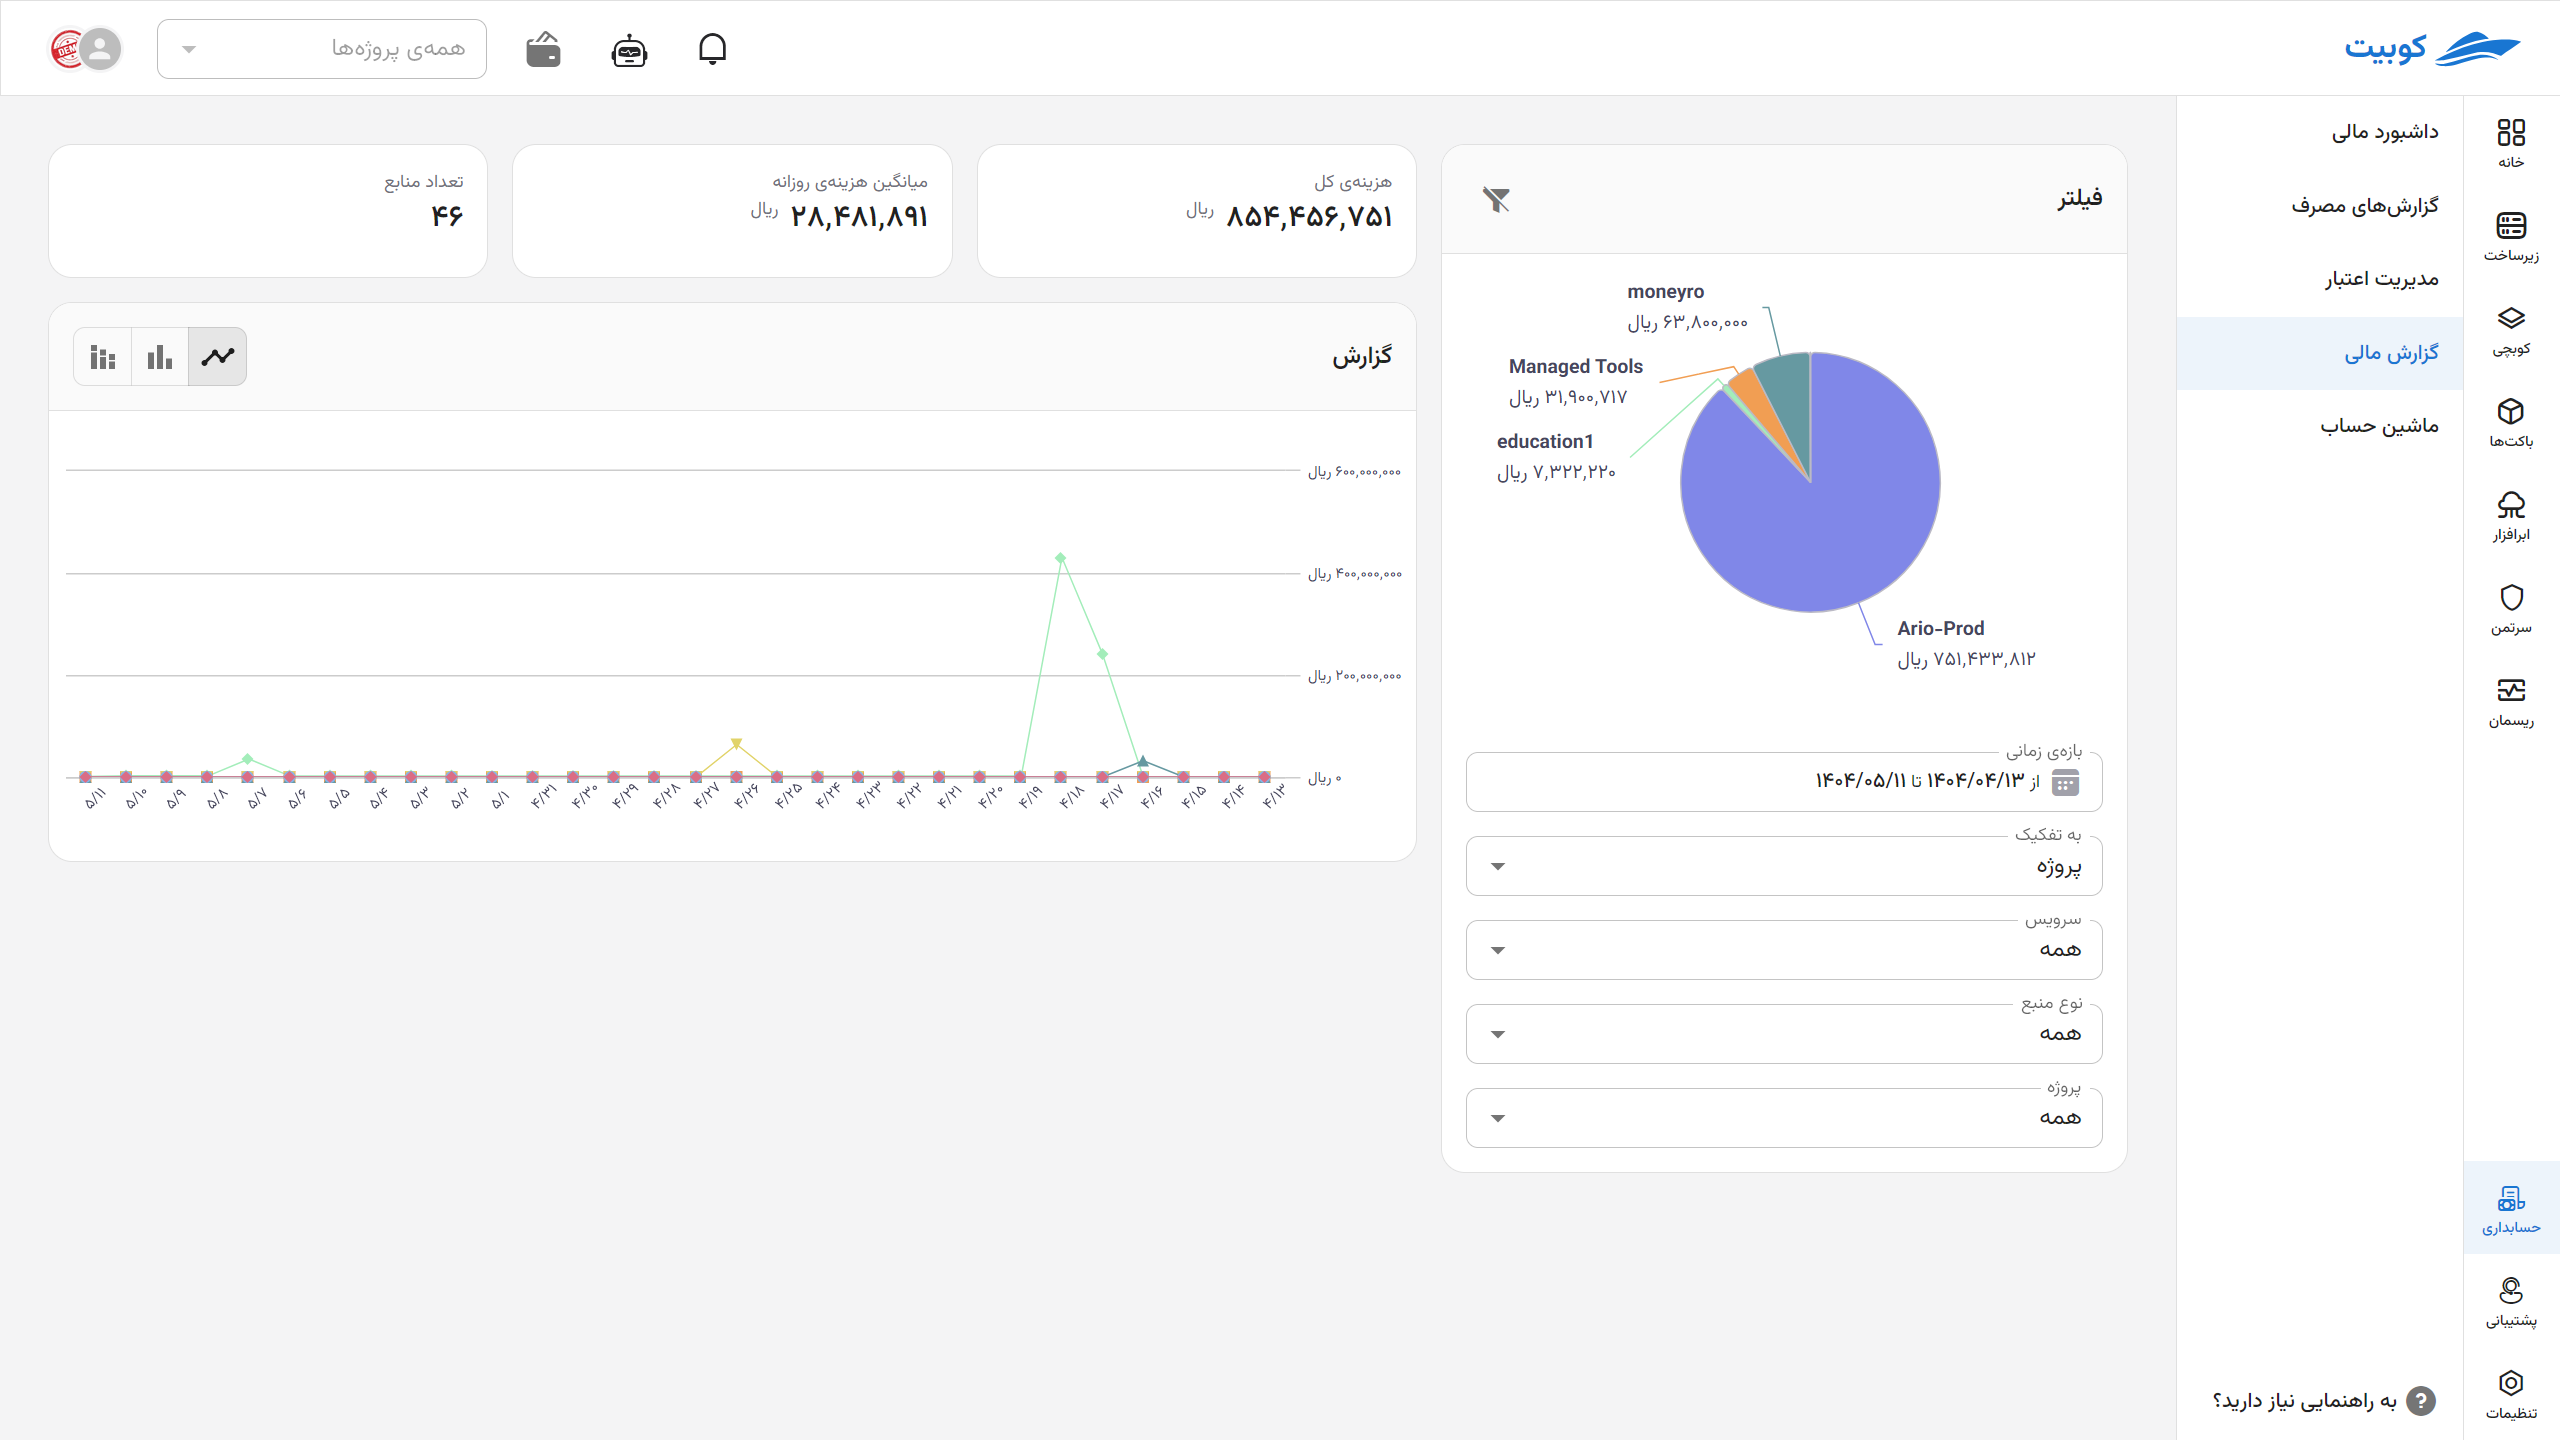 کوبیت
همه‌ی پروژه‌ها
خانه
زیرساخت
کوبچی
باکت‌ها
ابرافزار
سرتمن
ریسمان
حسابداری
پشتیبانی
تنظیمات
داشبورد مالی
گزارش‌های مصرف
مدیریت اعتبار
گزارش مالی
ماشین حساب
به راهنمایی نیاز دارید؟
فیلتر
moneyro
۶۳,۸۰۰,۰۰۰ ریال
Managed Tools
۳۱,۹۰۰,۷۱۷ ریال
education1
۷,۳۲۲,۲۲۰ ریال
Ario-Prod
۷۵۱,۴۳۳,۸۱۲ ریال
بازه‌ی زمانی
از ۱۴۰۴/۰۴/۱۳ تا ۱۴۰۴/۰۵/۱۱
به تفکیک
پروژه
سرویس
همه
نوع منبع
همه
پروژه
همه
هزینه‌ی کل
۸۵۴,۴۵۶,۷۵۱ ریال
میانگین هزینه‌ی روزانه
۲۸,۴۸۱,۸۹۱ ریال
تعداد منابع
۴۶
گزارش
۶۰۰,۰۰۰,۰۰۰ ریال
۴۰۰,۰۰۰,۰۰۰ ریال
۲۰۰,۰۰۰,۰۰۰ ریال
۰ ریال
۴/۱۳ ۴/۱۴ ۴/۱۵ ۴/۱۶ ۴/۱۷ ۴/۱۸ ۴/۱۹ ۴/۲۰ ۴/۲۱ ۴/۲۲ ۴/۲۳ ۴/۲۴ ۴/۲۵ ۴/۲۶ ۴/۲۷ ۴/۲۸ ۴/۲۹ ۴/۳۰ ۴/۳۱ ۵/۱ ۵/۲ ۵/۳ ۵/۴ ۵/۵ ۵/۶ ۵/۷ ۵/۸ ۵/۹ ۵/۱۰ ۵/۱۱